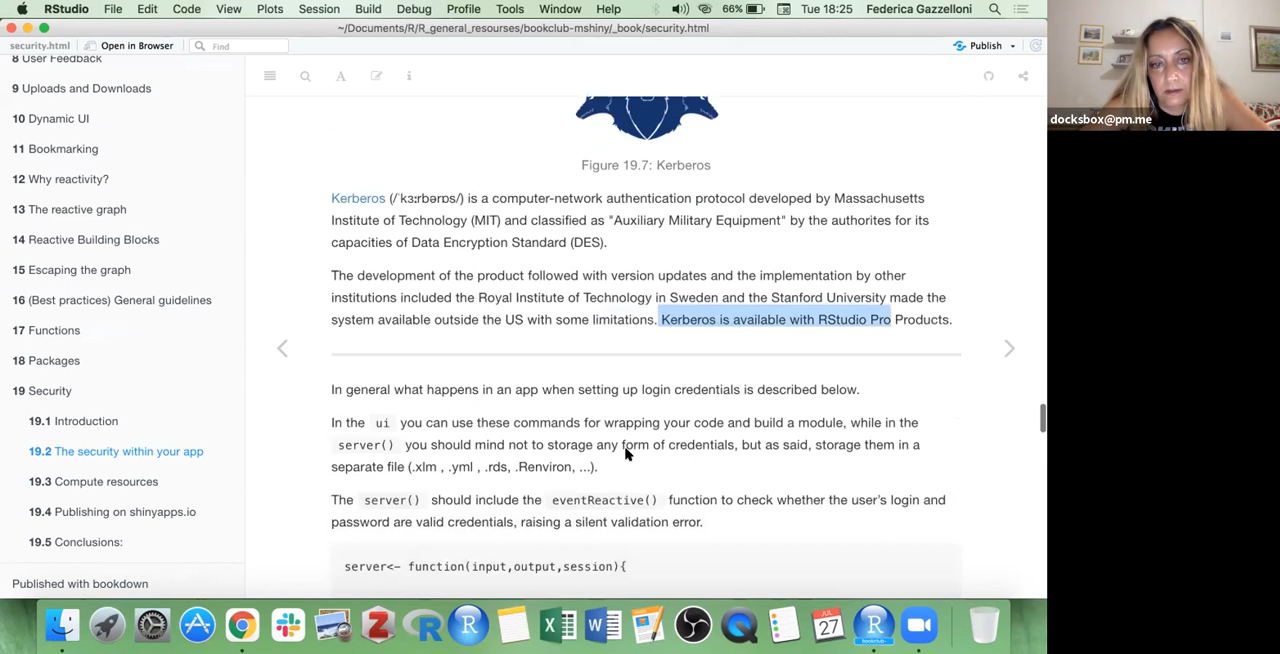 RStudio File Edit Code View Plots Session Build Debug Profile Tools Window Help 66% Tue 18:25 Federica Gazzelloni
~/Documents/R/R_general_resourses/bookclub-mshiny/_book/security.html
security.html Open in Browser Find Publish
8 User Feedback
9 Uploads and Downloads
10 Dynamic UI
11 Bookmarking
12 Why reactivity?
13 The reactive graph
14 Reactive Building Blocks
15 Escaping the graph
16 (Best practices) General guidelines
17 Functions
18 Packages
19 Security
19.1 Introduction
19.2 The security within your app
19.3 Compute resources
19.4 Publishing on shinyapps.io
19.5 Conclusions:
Published with bookdown
Figure 19.7: Kerberos
Kerberos (/ˈkɜːrbərɒs/) is a computer-network authentication protocol developed by Massachusetts
Institute of Technology (MIT) and classified as "Auxiliary Military Equipment" by the authorites for its
capacities of Data Encryption Standard (DES).
The development of the product followed with version updates and the implementation by other
institutions included the Royal Institute of Technology in Sweden and the Stanford University made the
system available outside the US with some limitations. Kerberos is available with RStudio Pro Products.
In general what happens in an app when setting up login credentials is described below.
In the ui you can use these commands for wrapping your code and build a module, while in the
server() you should mind not to storage any form of credentials, but as said, storage them in a
separate file (.xlm , .yml , .rds, .Renviron, ...).
The server() should include the eventReactive() function to check whether the user's login and
password are valid credentials, raising a silent validation error.
server<- function(input,output,session){
docksbox@pm.me
JUL
27